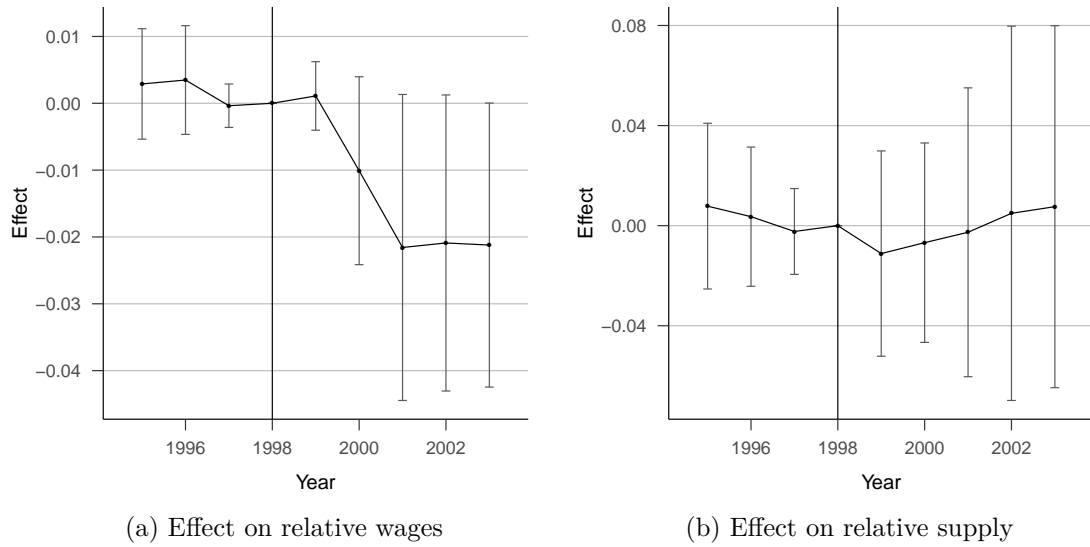 0.01
0.00
−0.01
−0.02
−0.03
−0.04
Effect
1996 1998 2000 2002
Year
(a) Effect on relative wages
0.08
0.04
0.00
−0.04
Effect
1996 1998 2000 2002
Year
(b) Effect on relative supply